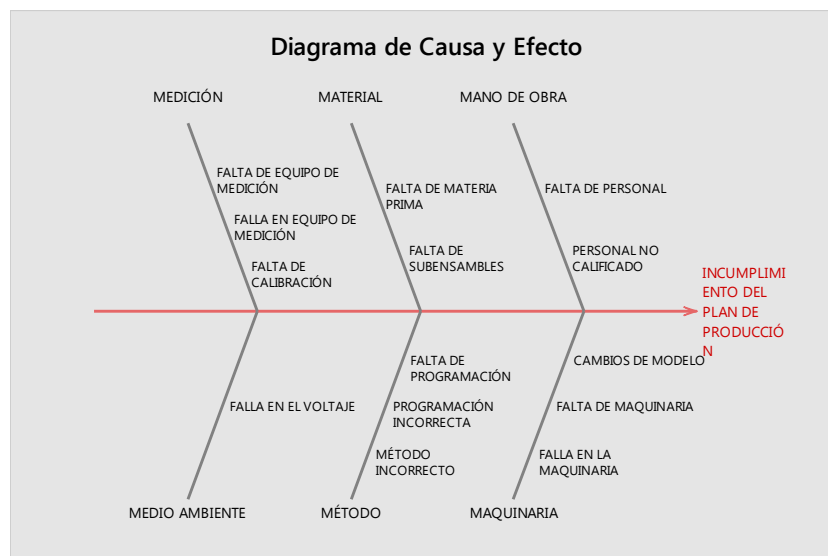 Diagrama de Causa y Efecto
MEDICIÓN
MATERIAL
MANO DE OBRA
FALTA DE EQUIPO DE
MEDICIÓN
FALLA EN EQUIPO DE
MEDICIÓN
FALTA DE
CALIBRACIÓN
FALTA DE MATERIA
PRIMA
FALTA DE
SUBENSAMBLES
FALTA DE PERSONAL
PERSONAL NO
CALIFICADO
INCUMPLIMI
ENTO DEL
PLAN DE
PRODUCCIÓ
N
FALLA EN EL VOLTAJE
FALTA DE
PROGRAMACIÓN
PROGRAMACIÓN
INCORRECTA
MÉTODO
INCORRECTO
CAMBIOS DE MODELO
FALTA DE MAQUINARIA
FALLA EN LA
MAQUINARIA
MEDIO AMBIENTE
MÉTODO
MAQUINARIA